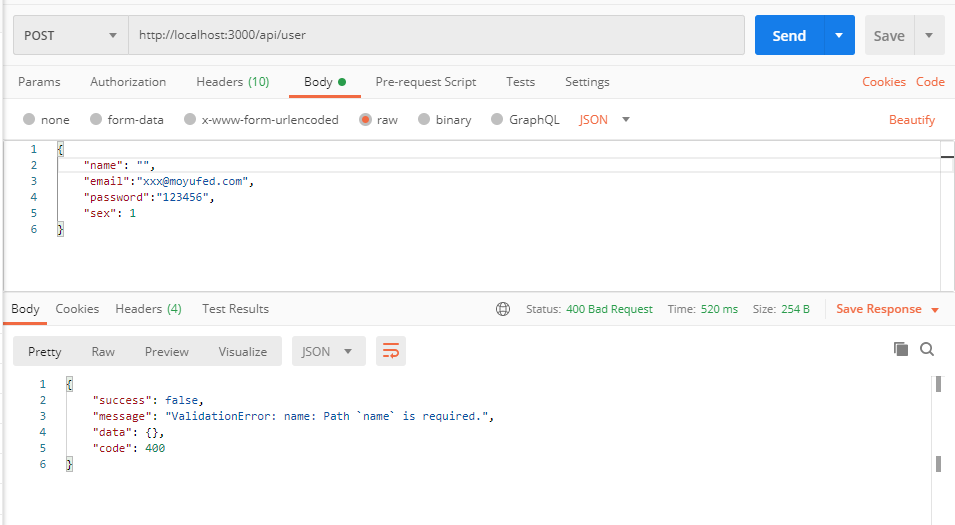 POST http://localhost:3000/api/user Send Save
Params Authorization Headers (10) Body Pre-request Script Tests Settings Cookies Code
none form-data x-www-form-urlencoded raw binary GraphQL JSON Beautify
1 {
2 "name": "",
3 "email":"xxx@moyufed.com",
4 "password":"123456",
5 "sex": 1
6 }
Body Cookies Headers (4) Test Results Status: 400 Bad Request Time: 520 ms Size: 254 B Save Response
Pretty Raw Preview Visualize JSON
1 {
2 "success": false,
3 "message": "ValidationError: name: Path `name` is required.",
4 "data": {},
5 "code": 400
6 }